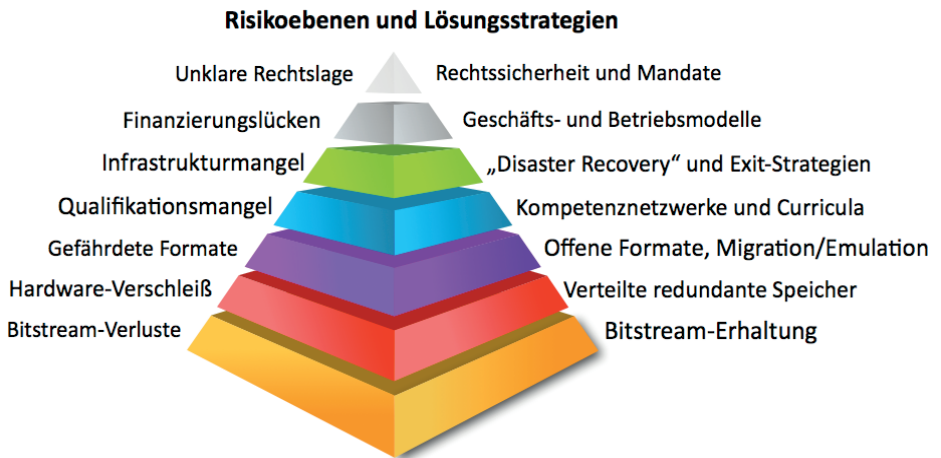 Risikoebenen und Lösungsstrategien
Unklare Rechtslage
Rechtssicherheit und Mandate
Finanzierungslücken
Geschäfts- und Betriebsmodelle
Infrastrukturmangel
„Disaster Recovery“ und Exit-Strategien
Qualifikationsmangel
Kompetenznetzwerke und Curricula
Gefährdete Formate
Offene Formate, Migration/Emulation
Hardware-Verschleiß
Verteilte redundante Speicher
Bitstream-Verluste
Bitstream-Erhaltung